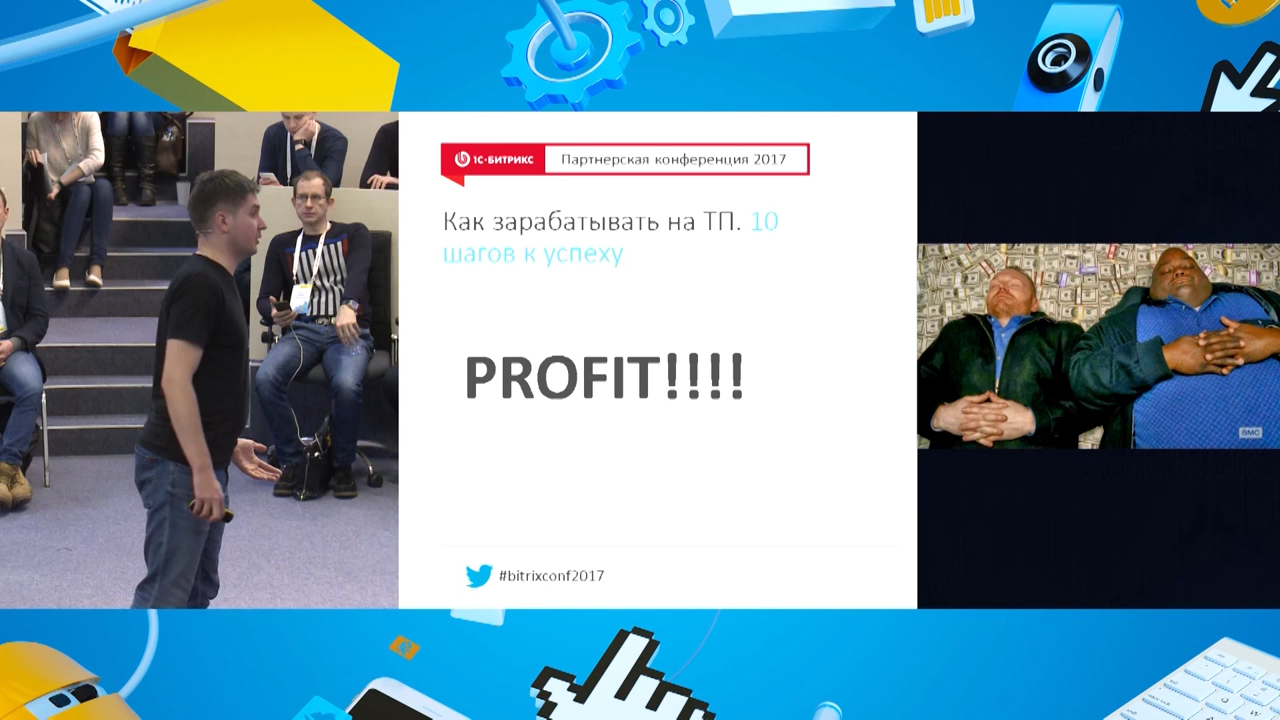 1С-БИТРИКС Партнерская конференция 2017
Как зарабатывать на ТП. 10
шагов к успеху
PROFIT!!!!
#bitrixconf2017
amc